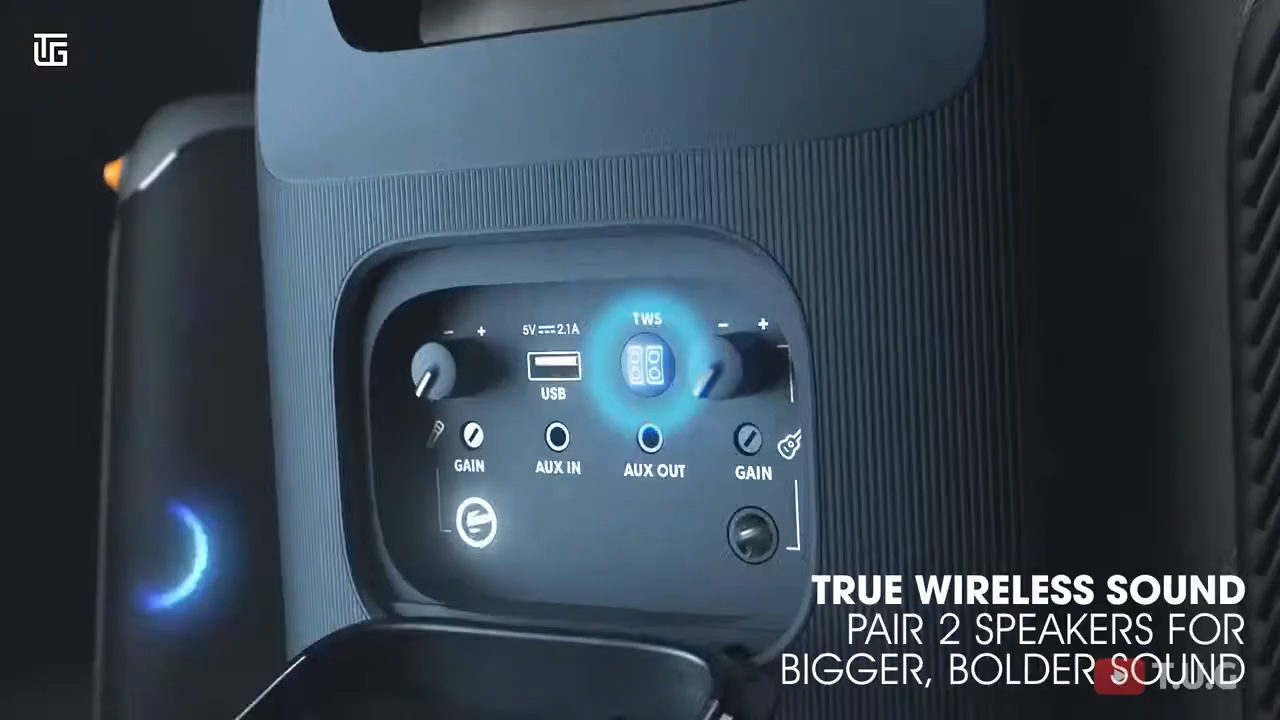 TUG
TWS
− + 5V 2.1A − +
USB
GAIN AUX IN AUX OUT GAIN
TRUE WIRELESS SOUND
PAIR 2 SPEAKERS FOR
BIGGER, BOLDER SOUND
T.U.G